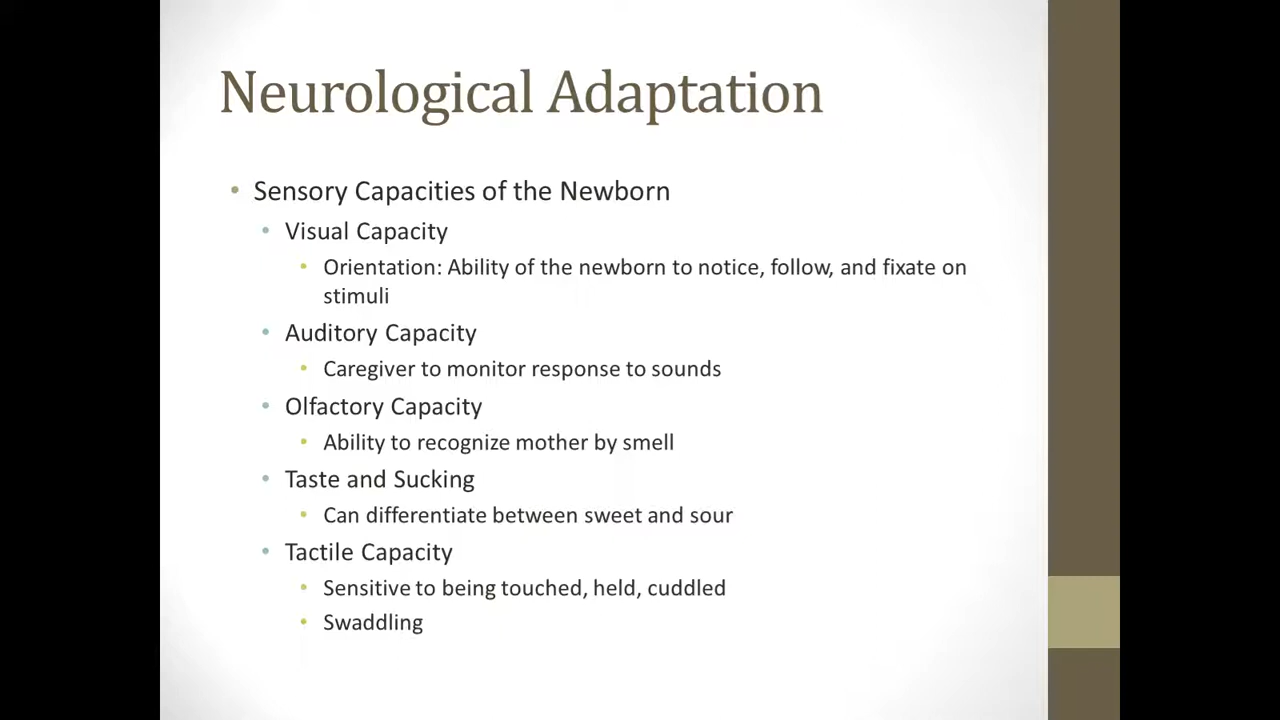 Neurological Adaptation
• Sensory Capacities of the Newborn
• Visual Capacity
• Orientation: Ability of the newborn to notice, follow, and fixate on
stimuli
• Auditory Capacity
• Caregiver to monitor response to sounds
• Olfactory Capacity
• Ability to recognize mother by smell
• Taste and Sucking
• Can differentiate between sweet and sour
• Tactile Capacity
• Sensitive to being touched, held, cuddled
• Swaddling